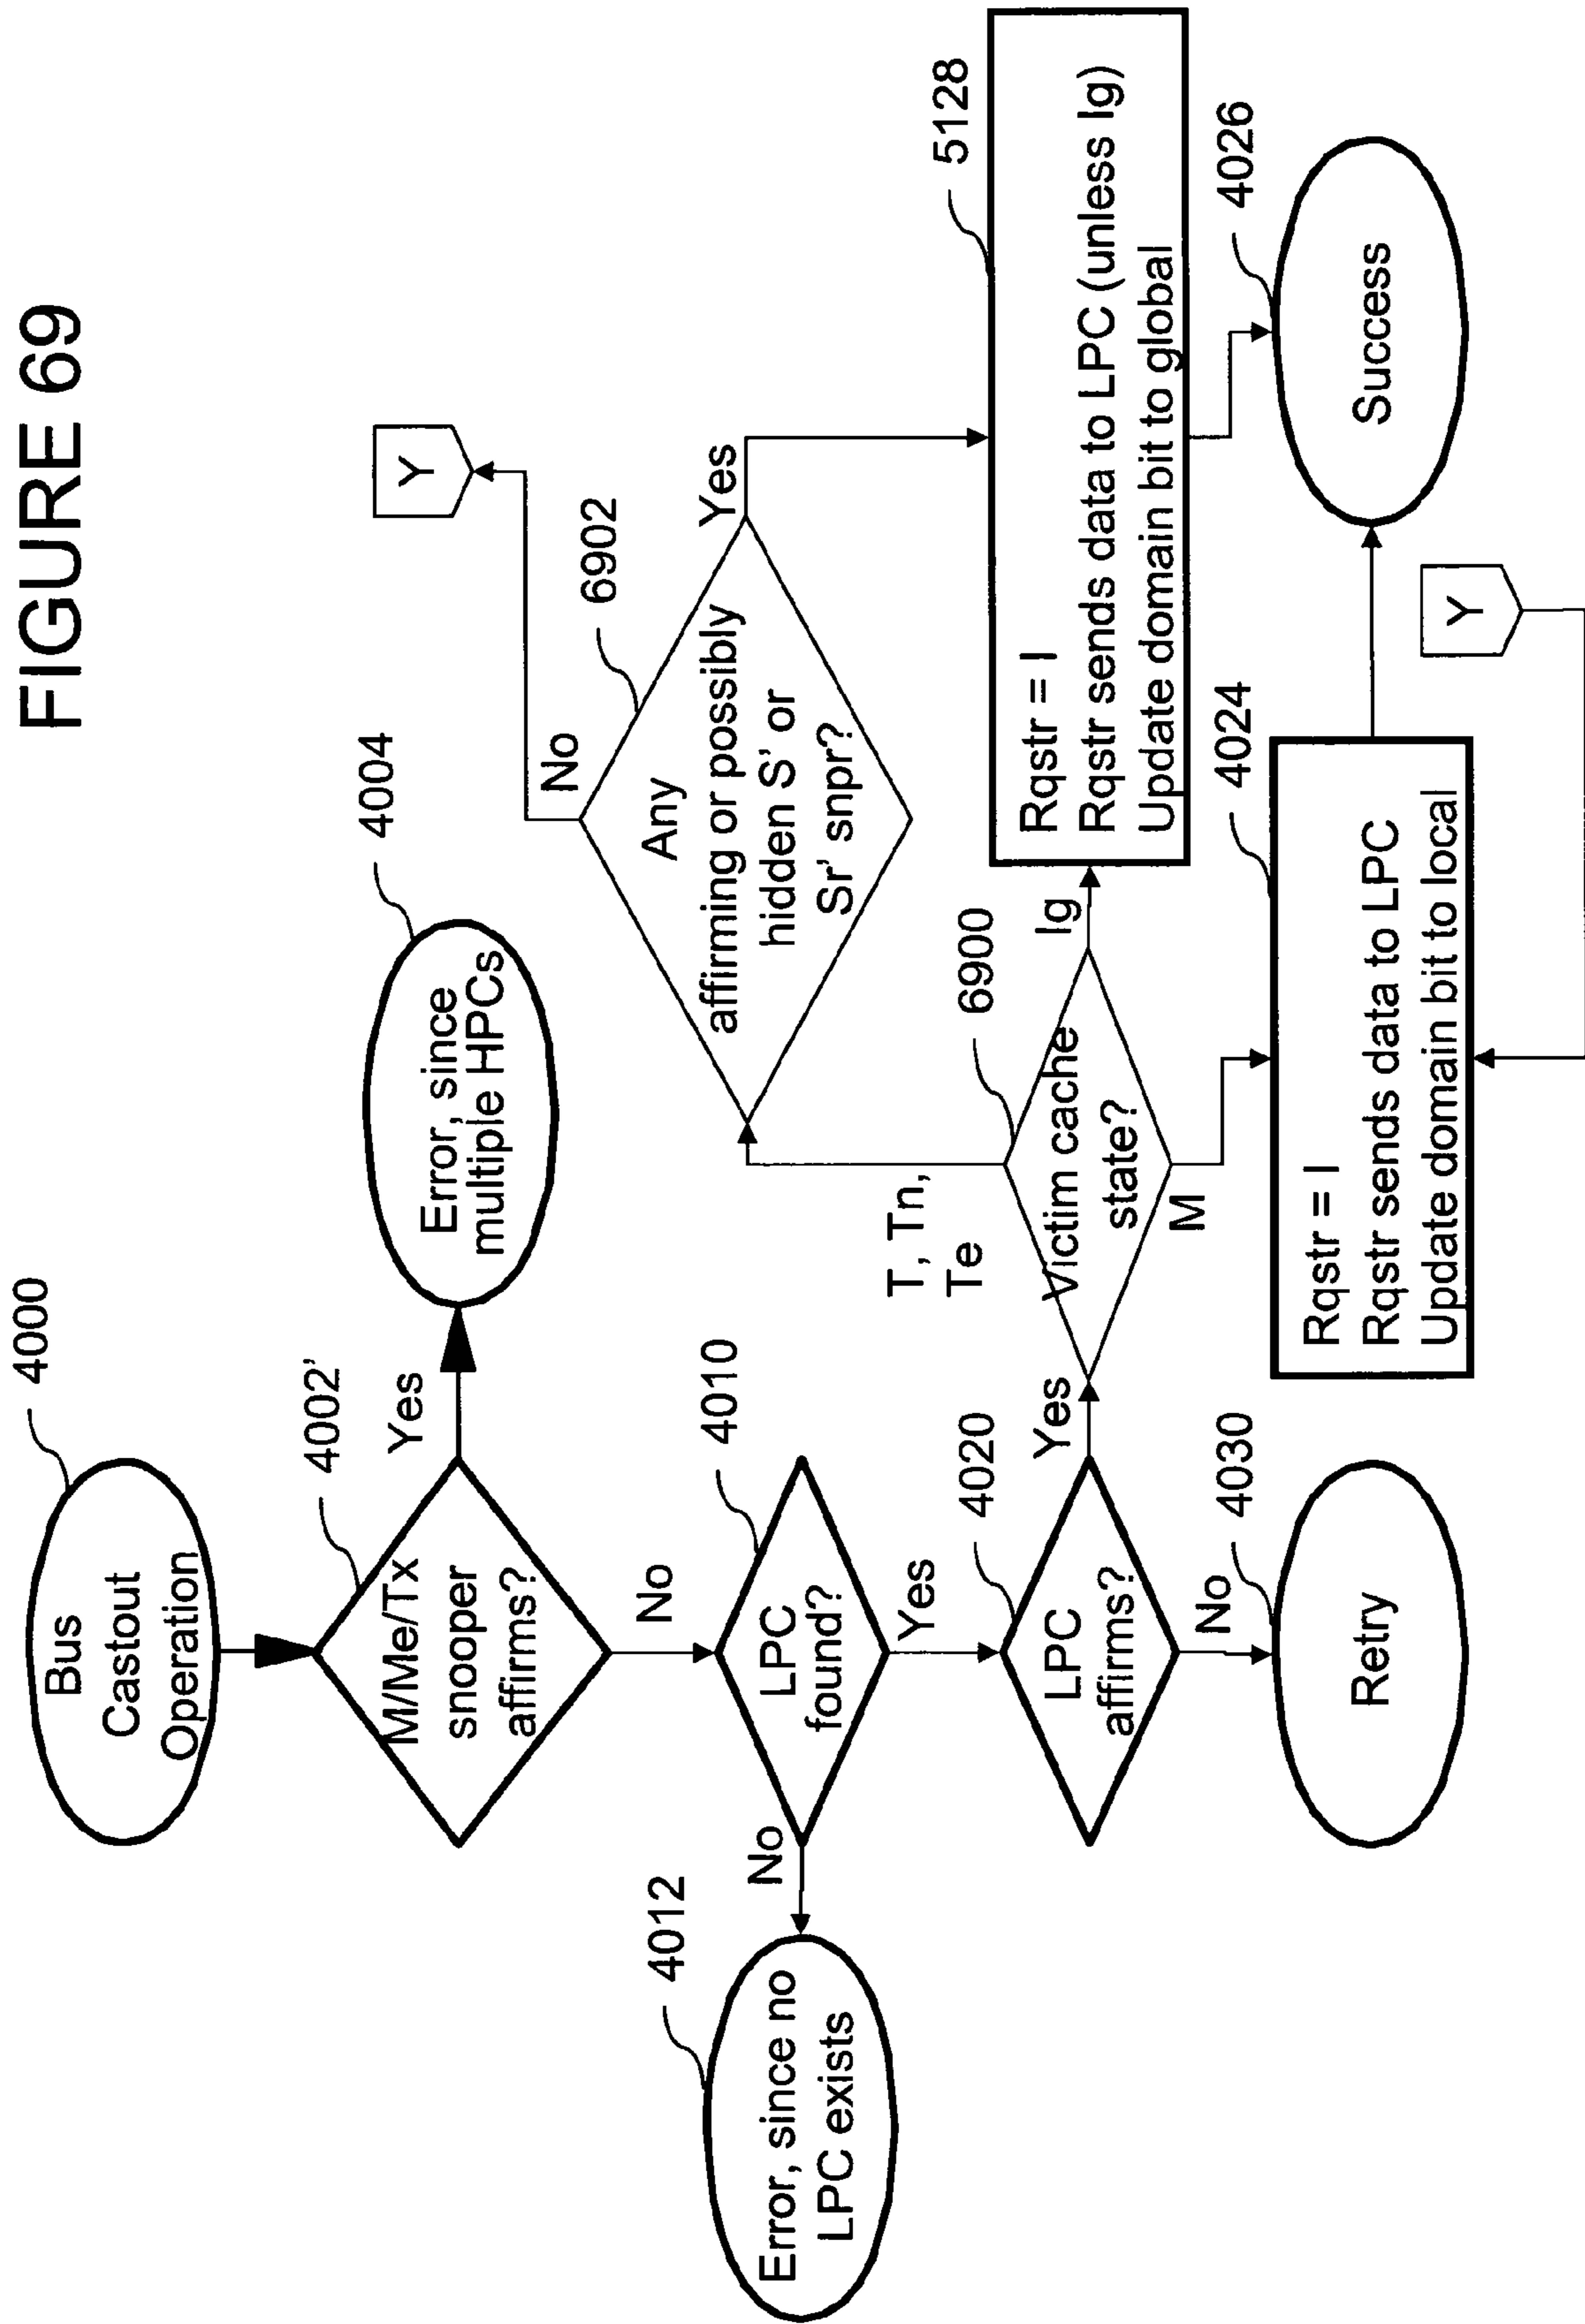 FIGURE 69
4000
Bus
Castout
Operation
4002'
M/Me/Tx
snooper
affirms?
Yes
4004
Error, since
multiple HPCs
No
4010
LPC
found?
No
4012
Error, since no
LPC exists
Yes
4020
LPC
affirms?
No
4030
Retry
Yes
6900
Victim cache
state?
T, Tn,
Te
Ig
M
6902
Any
affirming or possibly
hidden S' or
Sr' snpr?
No
Y
Yes
5128
Rqstr = I
Rqstr sends data to LPC (unless Ig)
Update domain bit to global
4024
Rqstr = I
Rqstr sends data to LPC
Update domain bit to local
Y
4026
Success